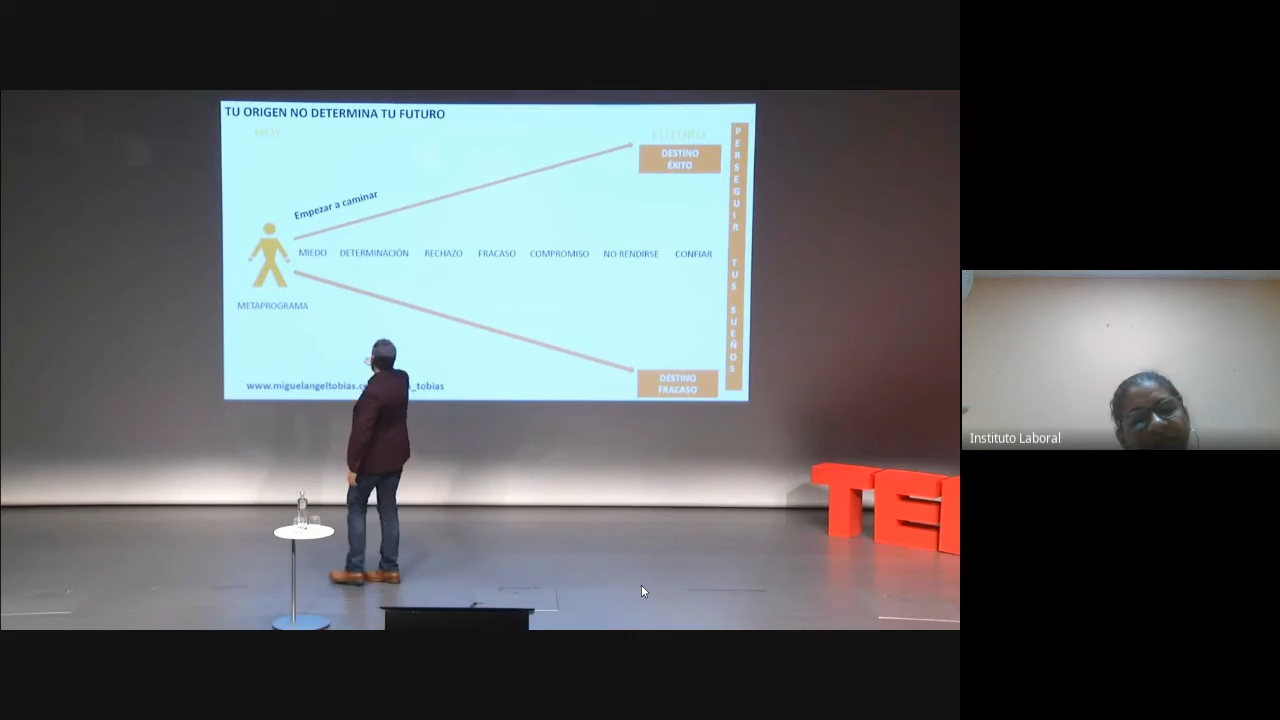 TU ORIGEN NO DETERMINA TU FUTURO
HOY
FUTURO
DESTINO
ÉXITO
Empezar a caminar
MIEDO DETERMINACIÓN RECHAZO FRACASO COMPROMISO NO RENDIRSE CONFIAR
METAPROGRAMA
DESTINO
FRACASO
www.miguelangeltobias.c
_tobias
PERSEGUIR TUS SUEÑOS
TED
Instituto Laboral